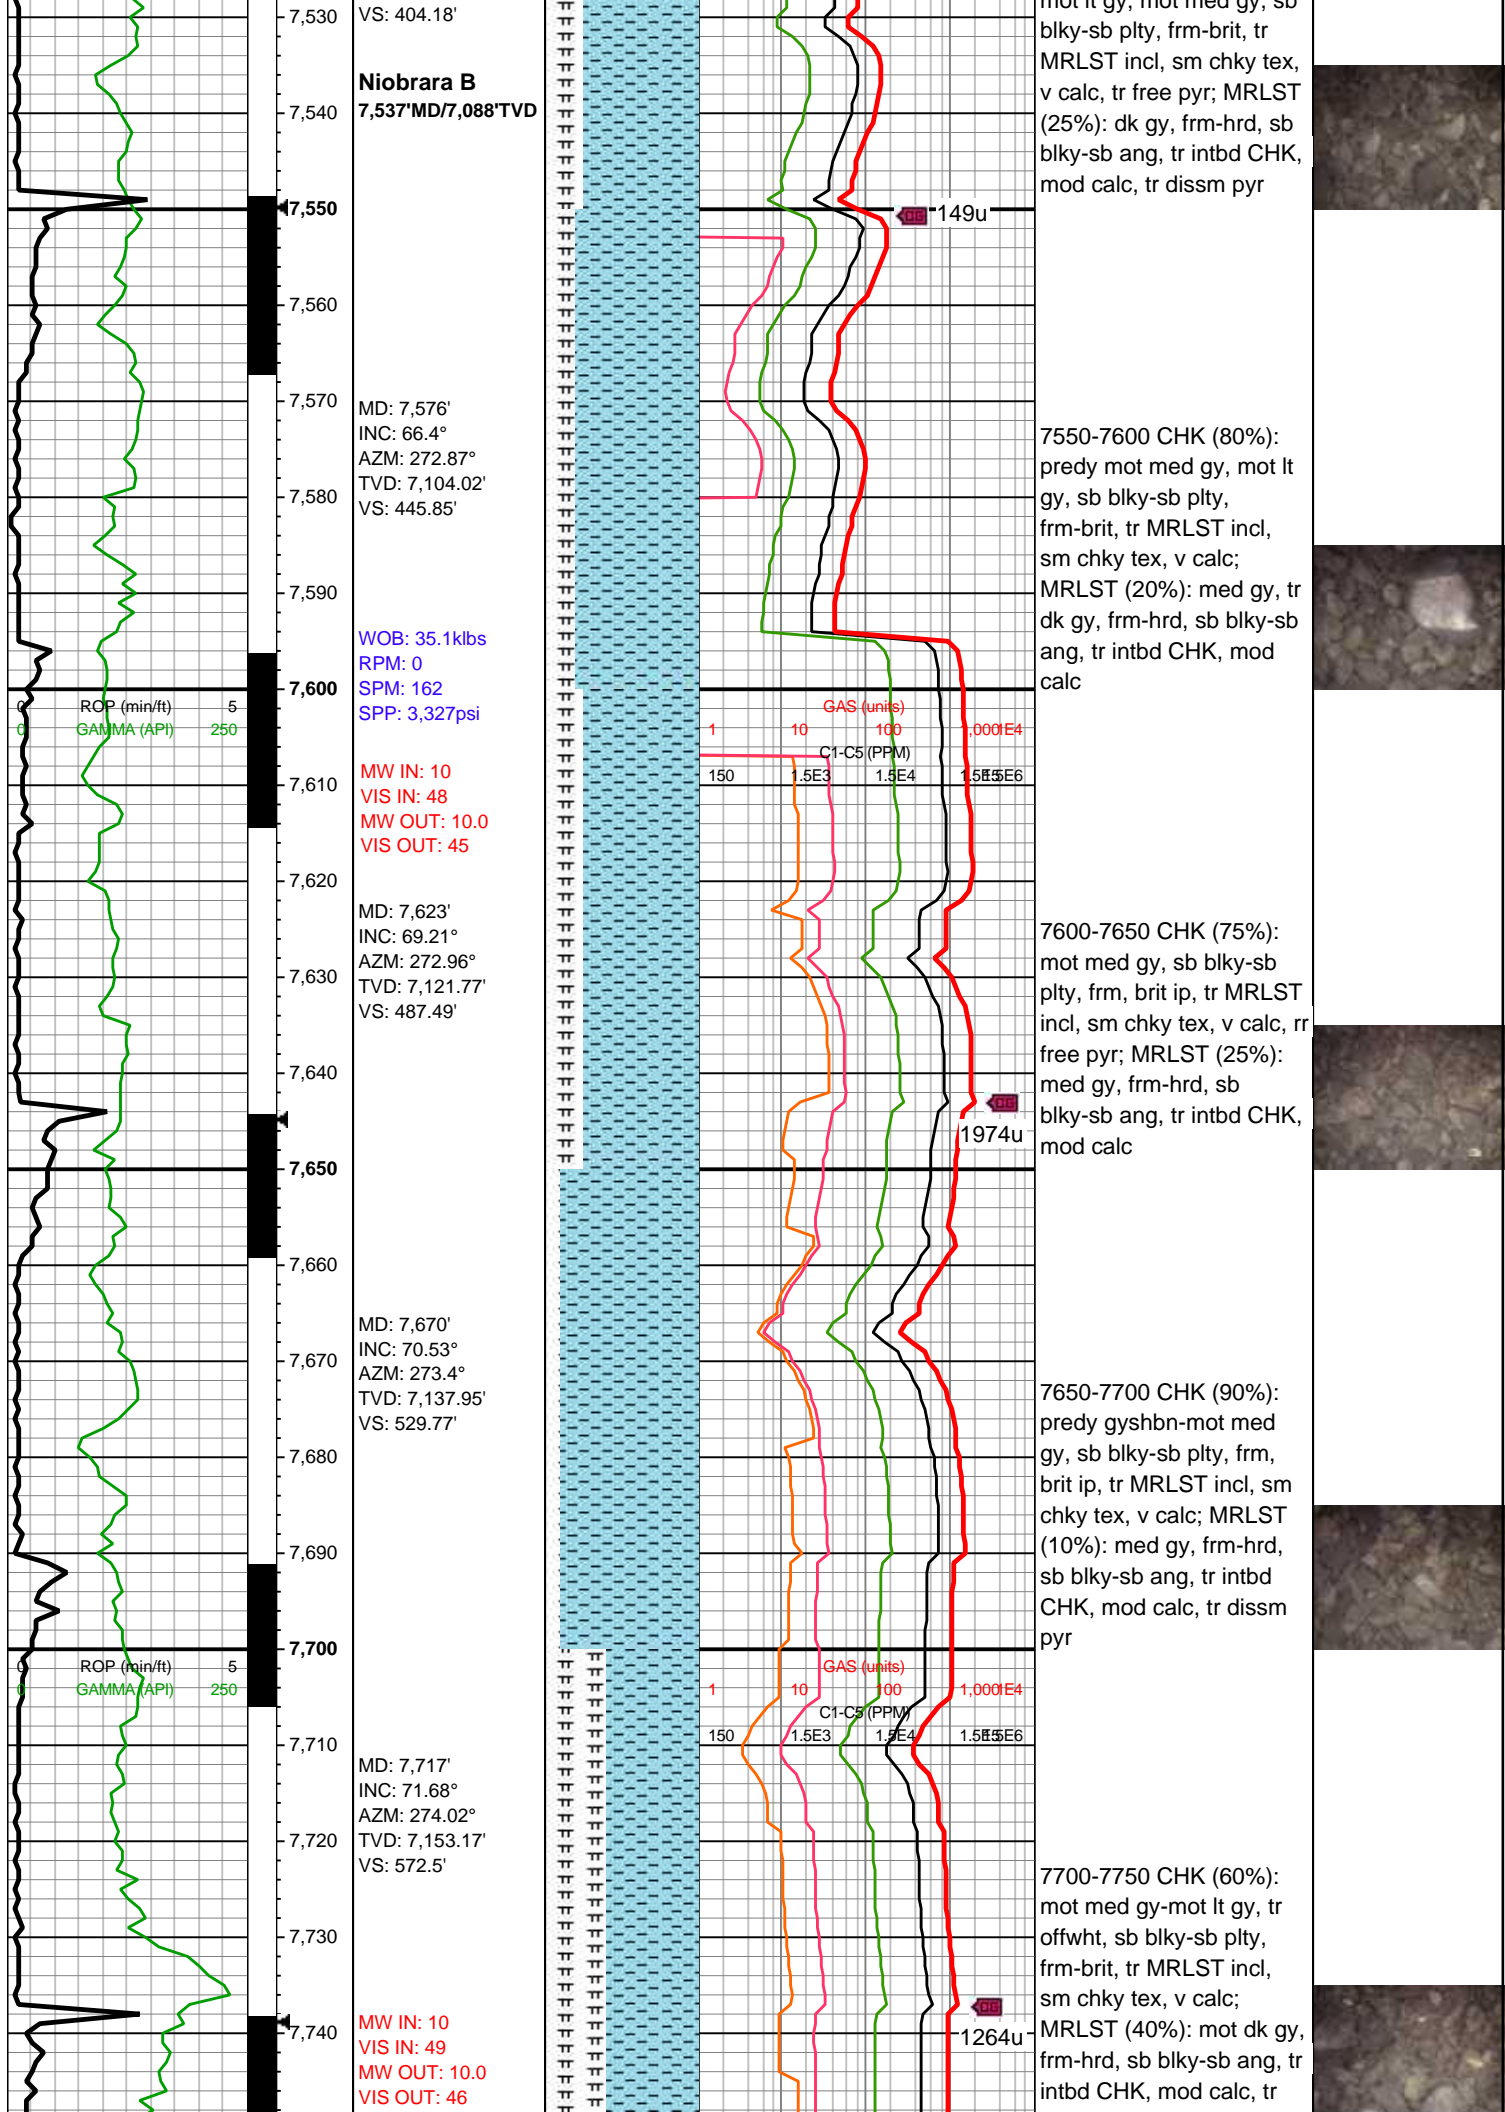 7,530
7,540
7,550
7,560
7,570
7,580
7,590
7,600
0 ROP (min/ft) 5
0 GAMMA (API) 250
7,610
7,620
7,630
7,640
7,650
7,660
7,670
7,680
7,690
7,700
0 ROP (min/ft) 5
0 GAMMA (API) 250
7,710
7,720
7,730
7,740
VS: 404.18'
Niobrara B
7,537'MD/7,088'TVD
MD: 7,576'
INC: 66.4°
AZM: 272.87°
TVD: 7,104.02'
VS: 445.85'
WOB: 35.1klbs
RPM: 0
SPM: 162
SPP: 3,327psi
MW IN: 10
VIS IN: 48
MW OUT: 10.0
VIS OUT: 45
MD: 7,623'
INC: 69.21°
AZM: 272.96°
TVD: 7,121.77'
VS: 487.49'
MD: 7,670'
INC: 70.53°
AZM: 273.4°
TVD: 7,137.95'
VS: 529.77'
MD: 7,717'
INC: 71.68°
AZM: 274.02°
TVD: 7,153.17'
VS: 572.5'
MW IN: 10
VIS IN: 49
MW OUT: 10.0
VIS OUT: 46
CG 149u
GAS (units)
1 10 100 1,000 1E4
C1-C5 (PPM)
150 1.5E3 1.5E4 1.5E5 1.5E6
CG
1974u
GAS (units)
1 10 100 1,000 1E4
C1-C5 (PPM)
150 1.5E3 1.5E4 1.5E5 1.5E6
CG
1264u
mot lt gy, mot med gy, sb
blky-sb plty, frm-brit, tr
MRLST incl, sm chky tex,
v calc, tr free pyr; MRLST
(25%): dk gy, frm-hrd, sb
blky-sb ang, tr intbd CHK,
mod calc, tr dissm pyr
7550-7600 CHK (80%):
predy mot med gy, mot lt
gy, sb blky-sb plty,
frm-brit, tr MRLST incl,
sm chky tex, v calc;
MRLST (20%): med gy, tr
dk gy, frm-hrd, sb blky-sb
ang, tr intbd CHK, mod
calc
7600-7650 CHK (75%):
mot med gy, sb blky-sb
plty, frm, brit ip, tr MRLST
incl, sm chky tex, v calc, rr
free pyr; MRLST (25%):
med gy, frm-hrd, sb
blky-sb ang, tr intbd CHK,
mod calc
7650-7700 CHK (90%):
predy gyshbn-mot med
gy, sb blky-sb plty, frm,
brit ip, tr MRLST incl, sm
chky tex, v calc; MRLST
(10%): med gy, frm-hrd,
sb blky-sb ang, tr intbd
CHK, mod calc, tr dissm
pyr
7700-7750 CHK (60%):
mot med gy-mot lt gy, tr
offwht, sb blky-sb plty,
frm-brit, tr MRLST incl,
sm chky tex, v calc;
MRLST (40%): mot dk gy,
frm-hrd, sb blky-sb ang, tr
intbd CHK, mod calc, tr